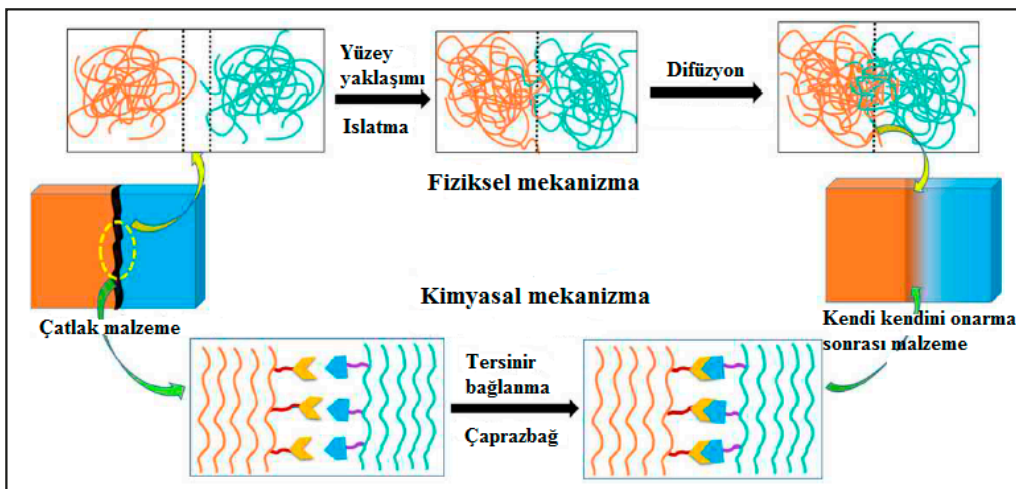 Yüzey
yaklaşımı
Islatma
Difüzyon
Fiziksel mekanizma
Çatlak malzeme
Kimyasal mekanizma
Kendi kendini onarma
sonrası malzeme
Tersinir
bağlanma
Çaprazbağ